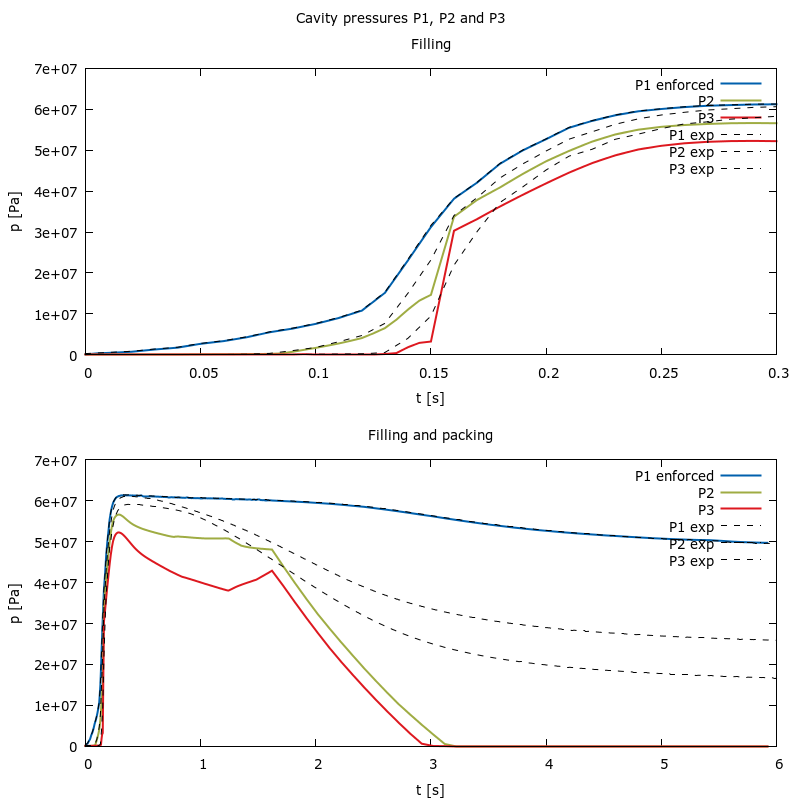 Cavity pressures P1, P2 and P3
Filling
7e+07
6e+07
5e+07
4e+07
3e+07
2e+07
1e+07
0
p [Pa]
P1 enforced
P2
P3
P1 exp
P2 exp
P3 exp
0 0.05 0.1 0.15 0.2 0.25 0.3
t [s]
Filling and packing
7e+07
6e+07
5e+07
4e+07
3e+07
2e+07
1e+07
0
p [Pa]
P1 enforced
P2
P3
P1 exp
P2 exp
P3 exp
0 1 2 3 4 5 6
t [s]